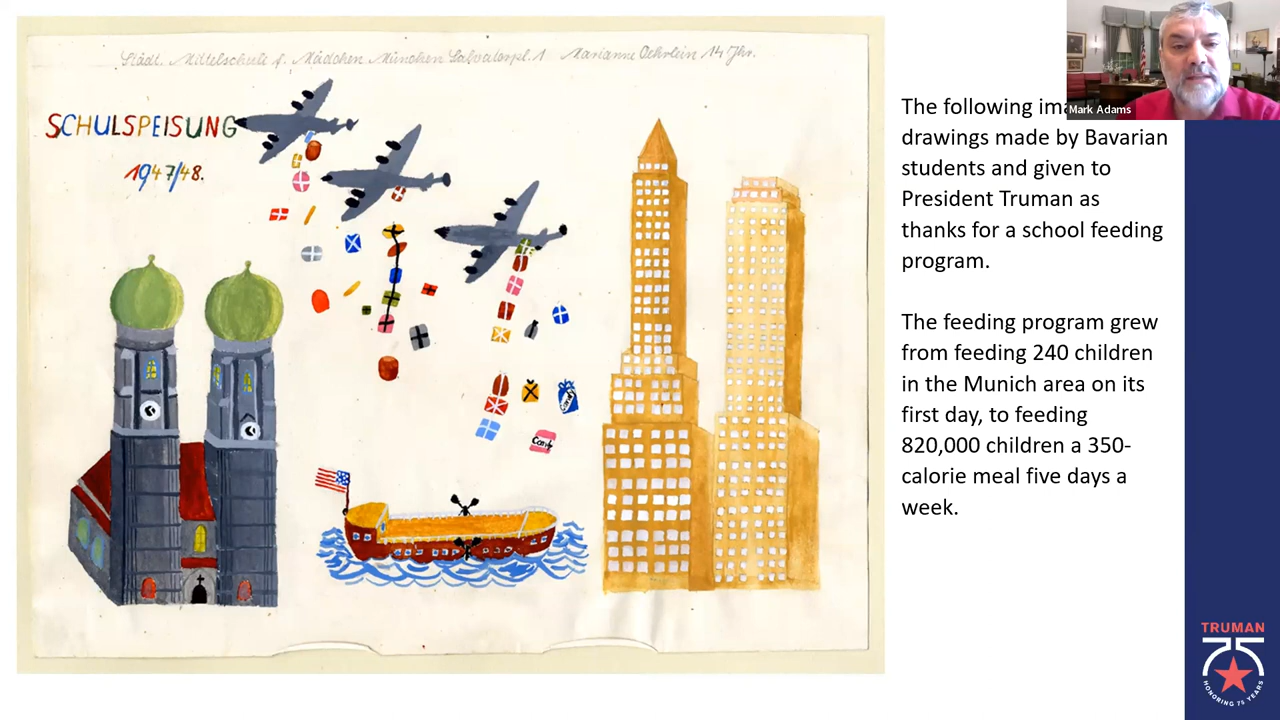 Städt. Mittelschule f. Mädchen München Salvatorpl. 1 Marianne 14 Jhr.
SCHULSPEISUNG
1947/48.
Candy
Mark Adams
The following
drawings made by Bavarian
students and given to
President Truman as
thanks for a school feeding
program.
The feeding program grew
from feeding 240 children
in the Munich area on its
first day, to feeding
820,000 children a 350-
calorie meal five days a
week.
TRUMAN
75
HONORING 75 YEARS